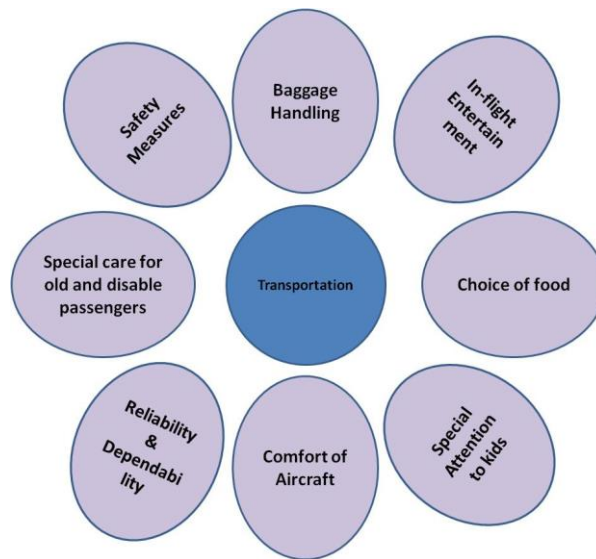 Safety
Measures
Baggage
Handling
In-flight
Entertain
ment
Special care for
old and disable
passengers
Transportation
Choice of food
Reliability
&
Dependabi
lity
Comfort of
Aircraft
Special
Attention
to kids